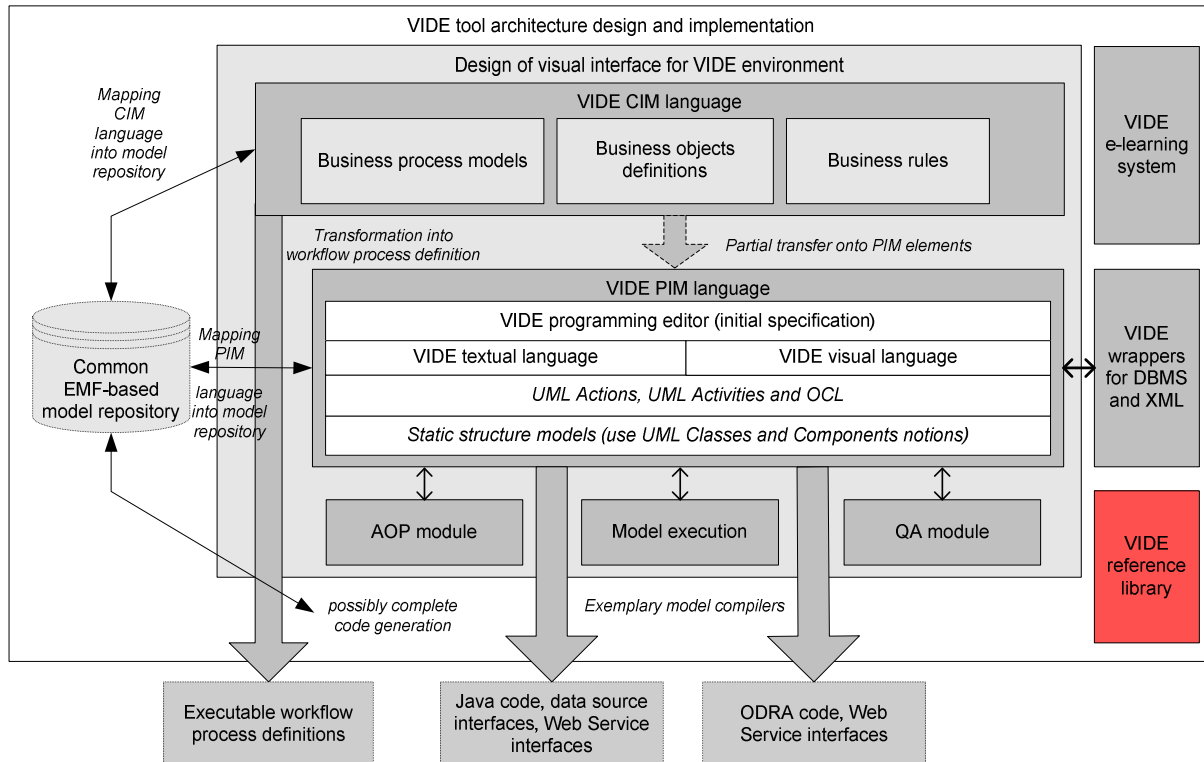 VIDE tool architecture design and implementation
Design of visual interface for VIDE environment
VIDE CIM language
Business process models
Business objects
definitions
Business rules
VIDE
e-learning
system
Mapping
CIM
language
into model
repository
Transformation into
workflow process definition
Partial transfer onto PIM elements
VIDE PIM language
VIDE programming editor (initial specification)
VIDE textual language
VIDE visual language
UML Actions, UML Activities and OCL
Static structure models (use UML Classes and Components notions)
VIDE
wrappers
for DBMS
and XML
Common
EMF-based
model repository
Mapping
PIM
language
into model
repository
AOP module
Model execution
QA module
VIDE
reference
library
possibly complete
code generation
Exemplary model compilers
Executable workflow
process definitions
Java code, data source
interfaces, Web Service
interfaces
ODRA code, Web
Service interfaces